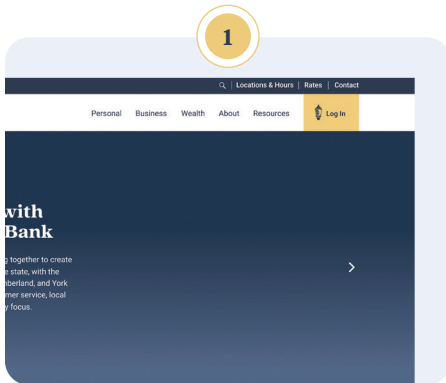 1
Locations & Hours | Rates | Contact
Personal Business Wealth About Resources Log In
with
Bank
together to create
e state, with the
berland, and York
mer service, local
y focus.